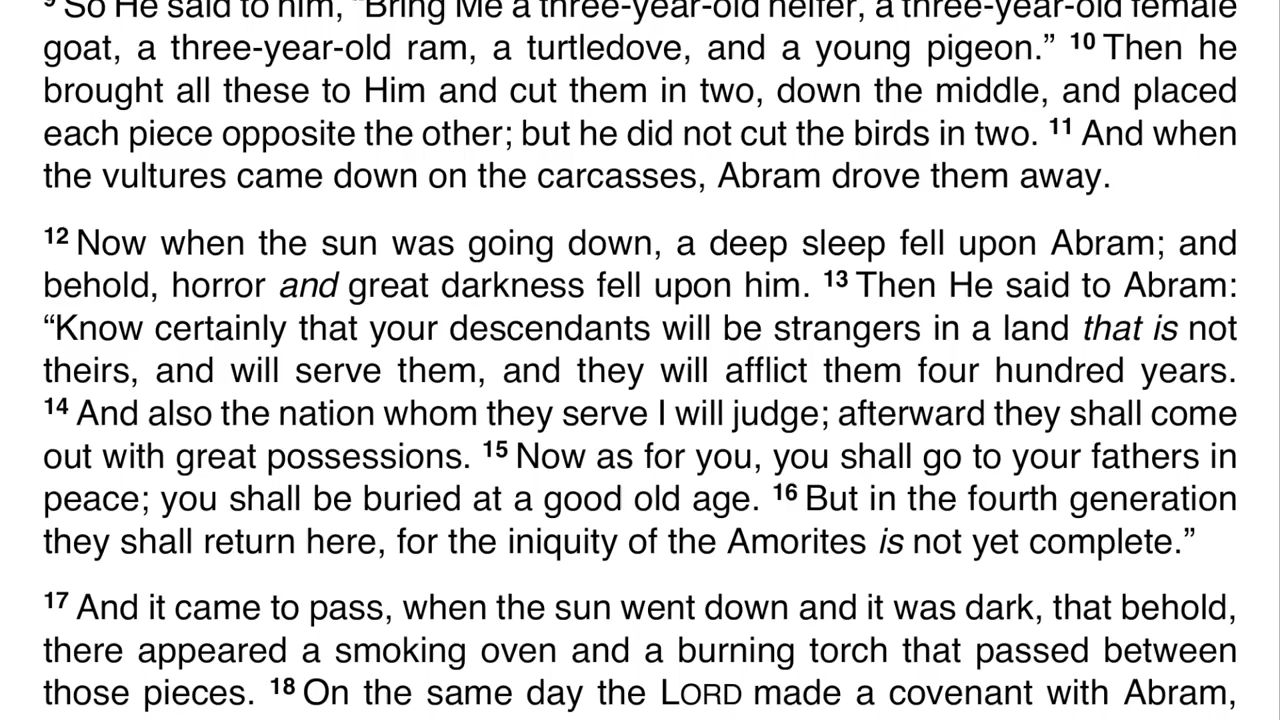 9 So He said to him, “Bring Me a three-year-old heifer, a three-year-old female
goat, a three-year-old ram, a turtledove, and a young pigeon.” 10 Then he
brought all these to Him and cut them in two, down the middle, and placed
each piece opposite the other; but he did not cut the birds in two. 11 And when
the vultures came down on the carcasses, Abram drove them away.
12 Now when the sun was going down, a deep sleep fell upon Abram; and
behold, horror and great darkness fell upon him. 13 Then He said to Abram:
“Know certainly that your descendants will be strangers in a land that is not
theirs, and will serve them, and they will afflict them four hundred years.
14 And also the nation whom they serve I will judge; afterward they shall come
out with great possessions. 15 Now as for you, you shall go to your fathers in
peace; you shall be buried at a good old age. 16 But in the fourth generation
they shall return here, for the iniquity of the Amorites is not yet complete.”
17 And it came to pass, when the sun went down and it was dark, that behold,
there appeared a smoking oven and a burning torch that passed between
those pieces. 18 On the same day the LORD made a covenant with Abram,